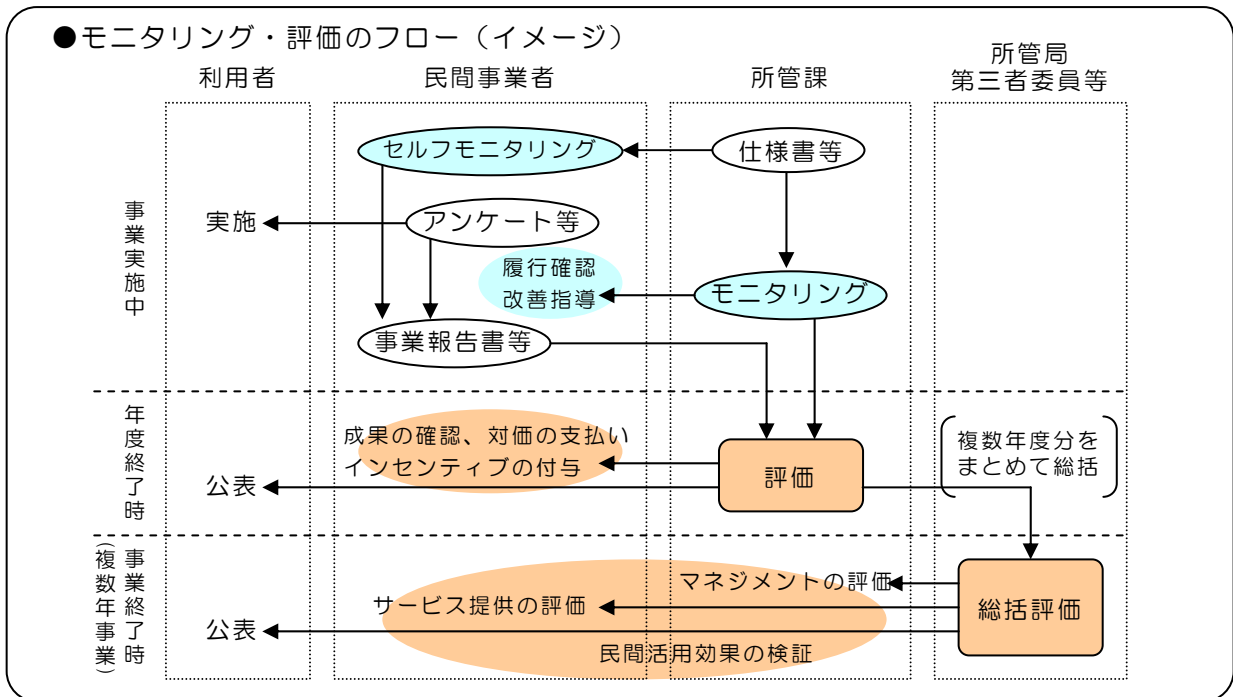 ●モニタリング・評価のフロー（イメージ）
利用者
民間事業者
所管課
所管局
第三者委員等
事業実施中
セルフモニタリング
仕様書等
実施
アンケート等
履行確認
改善指導
モニタリング
事業報告書等
年度終了時
成果の確認、対価の支払い
インセンティブの付与
公表
評価
複数年度分を
まとめて総括
事業終了時
（複数年事業）
マネジメントの評価
サービス提供の評価
総括評価
公表
民間活用効果の検証